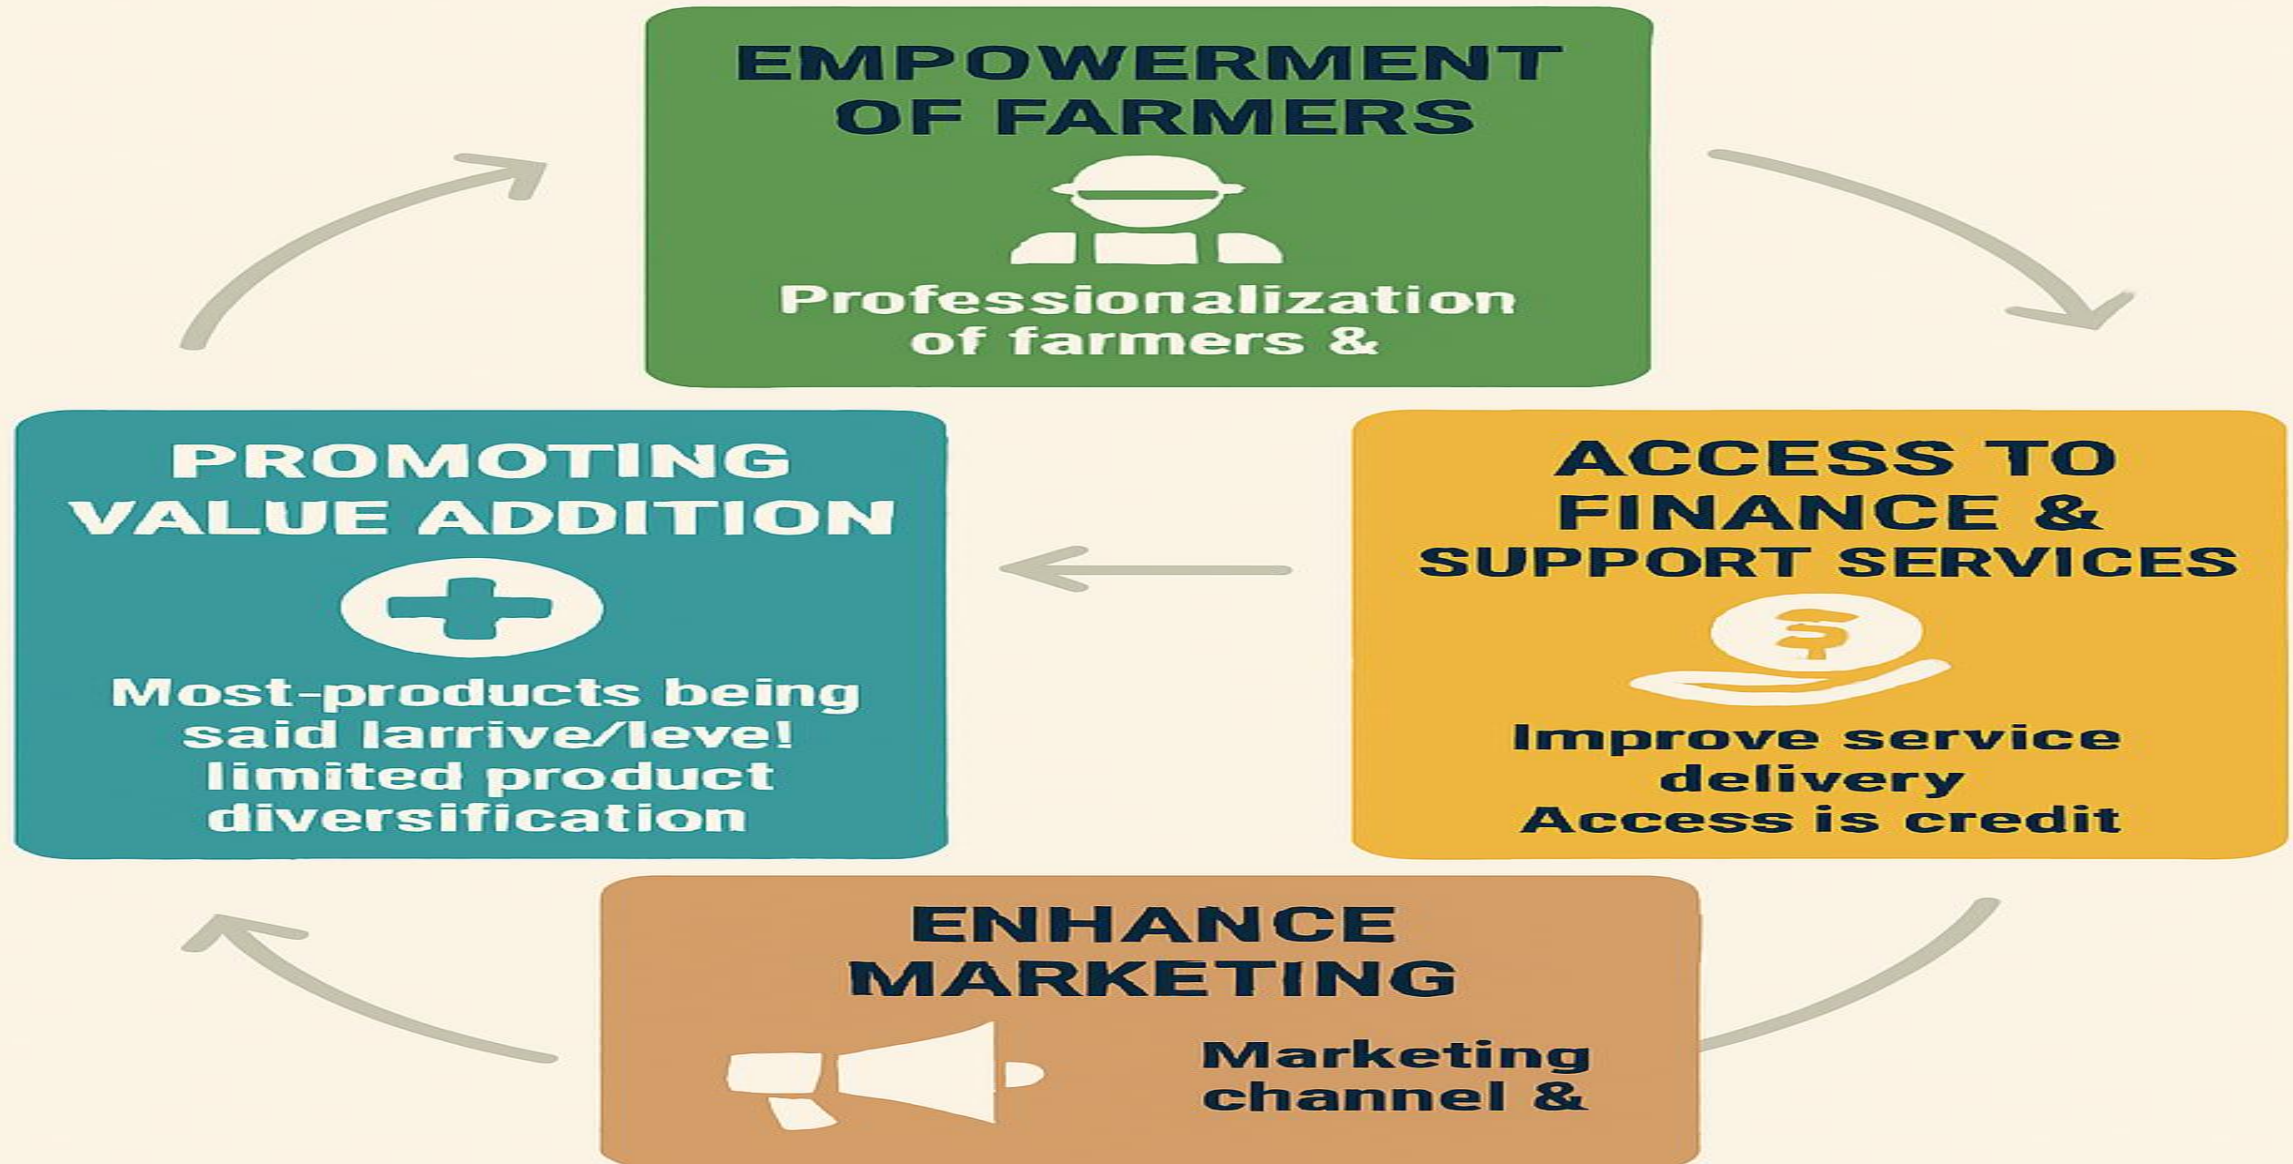 EMPOWERMENT
OF FARMERS
Professionalization
of farmers &
PROMOTING
VALUE ADDITION
Most-products being
said larrive/leve!
limited product
diversification
ACCESS TO
FINANCE &
SUPPORT SERVICES
Improve service
delivery
Access is credit
ENHANCE
MARKETING
Marketing
channel &